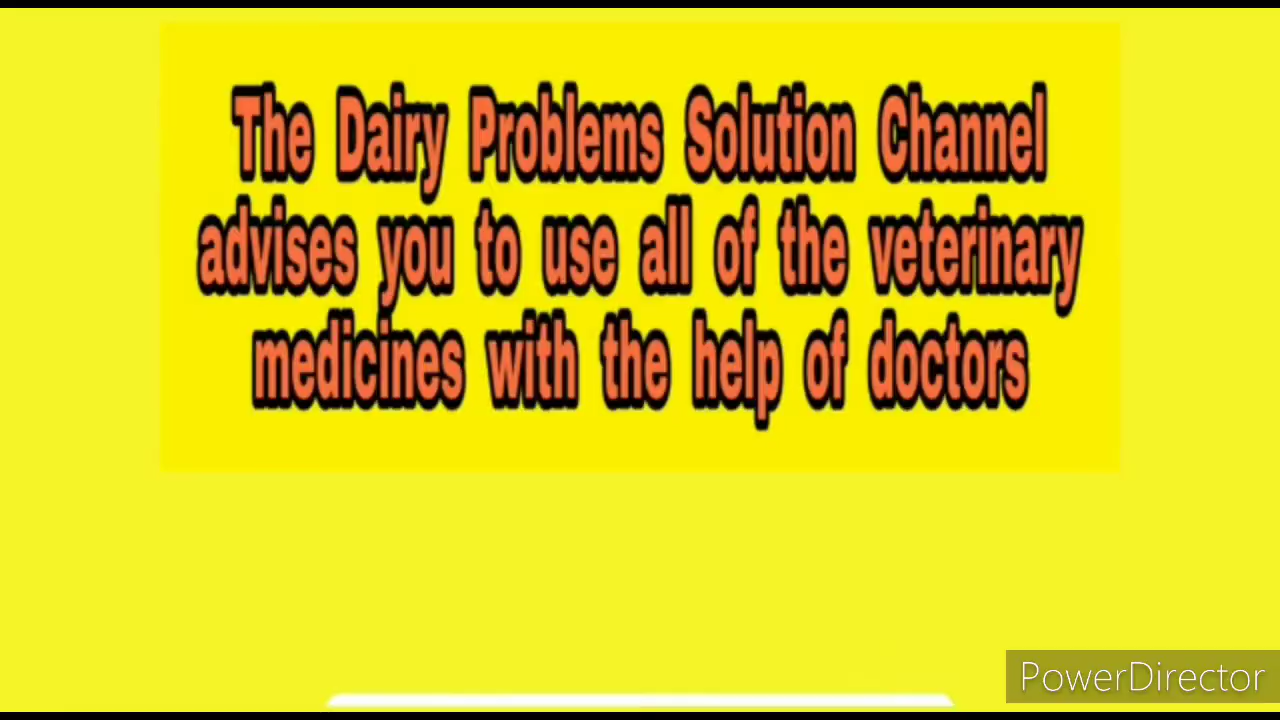 The Dairy Problems Solution Channel
advises you to use all of the veterinary
medicines with the help of doctors
PowerDirector